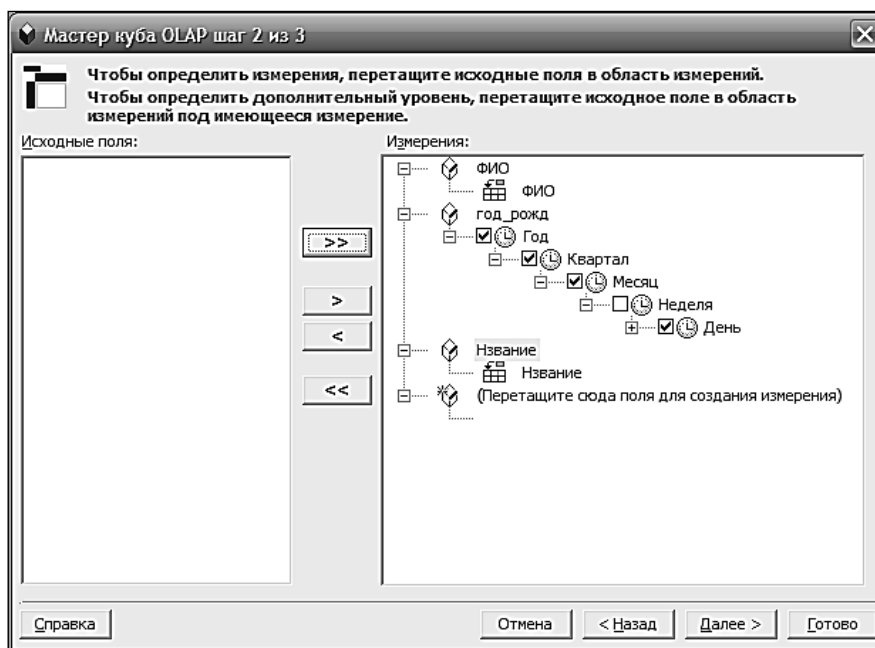 Мастер куба OLAP шаг 2 из 3
Чтобы определить измерения, перетащите исходные поля в область измерений.
Чтобы определить дополнительный уровень, перетащите исходное поле в область
измерений под имеющееся измерение.
Исходные поля:
Измерения:
ФИО
ФИО
год_рожд
Год
Квартал
Месяц
Неделя
День
Нзвание
Нзвание
(Перетащите сюда поля для создания измерения)
>>
>
<
<<
Справка
Отмена
< Назад
Далее >
Готово